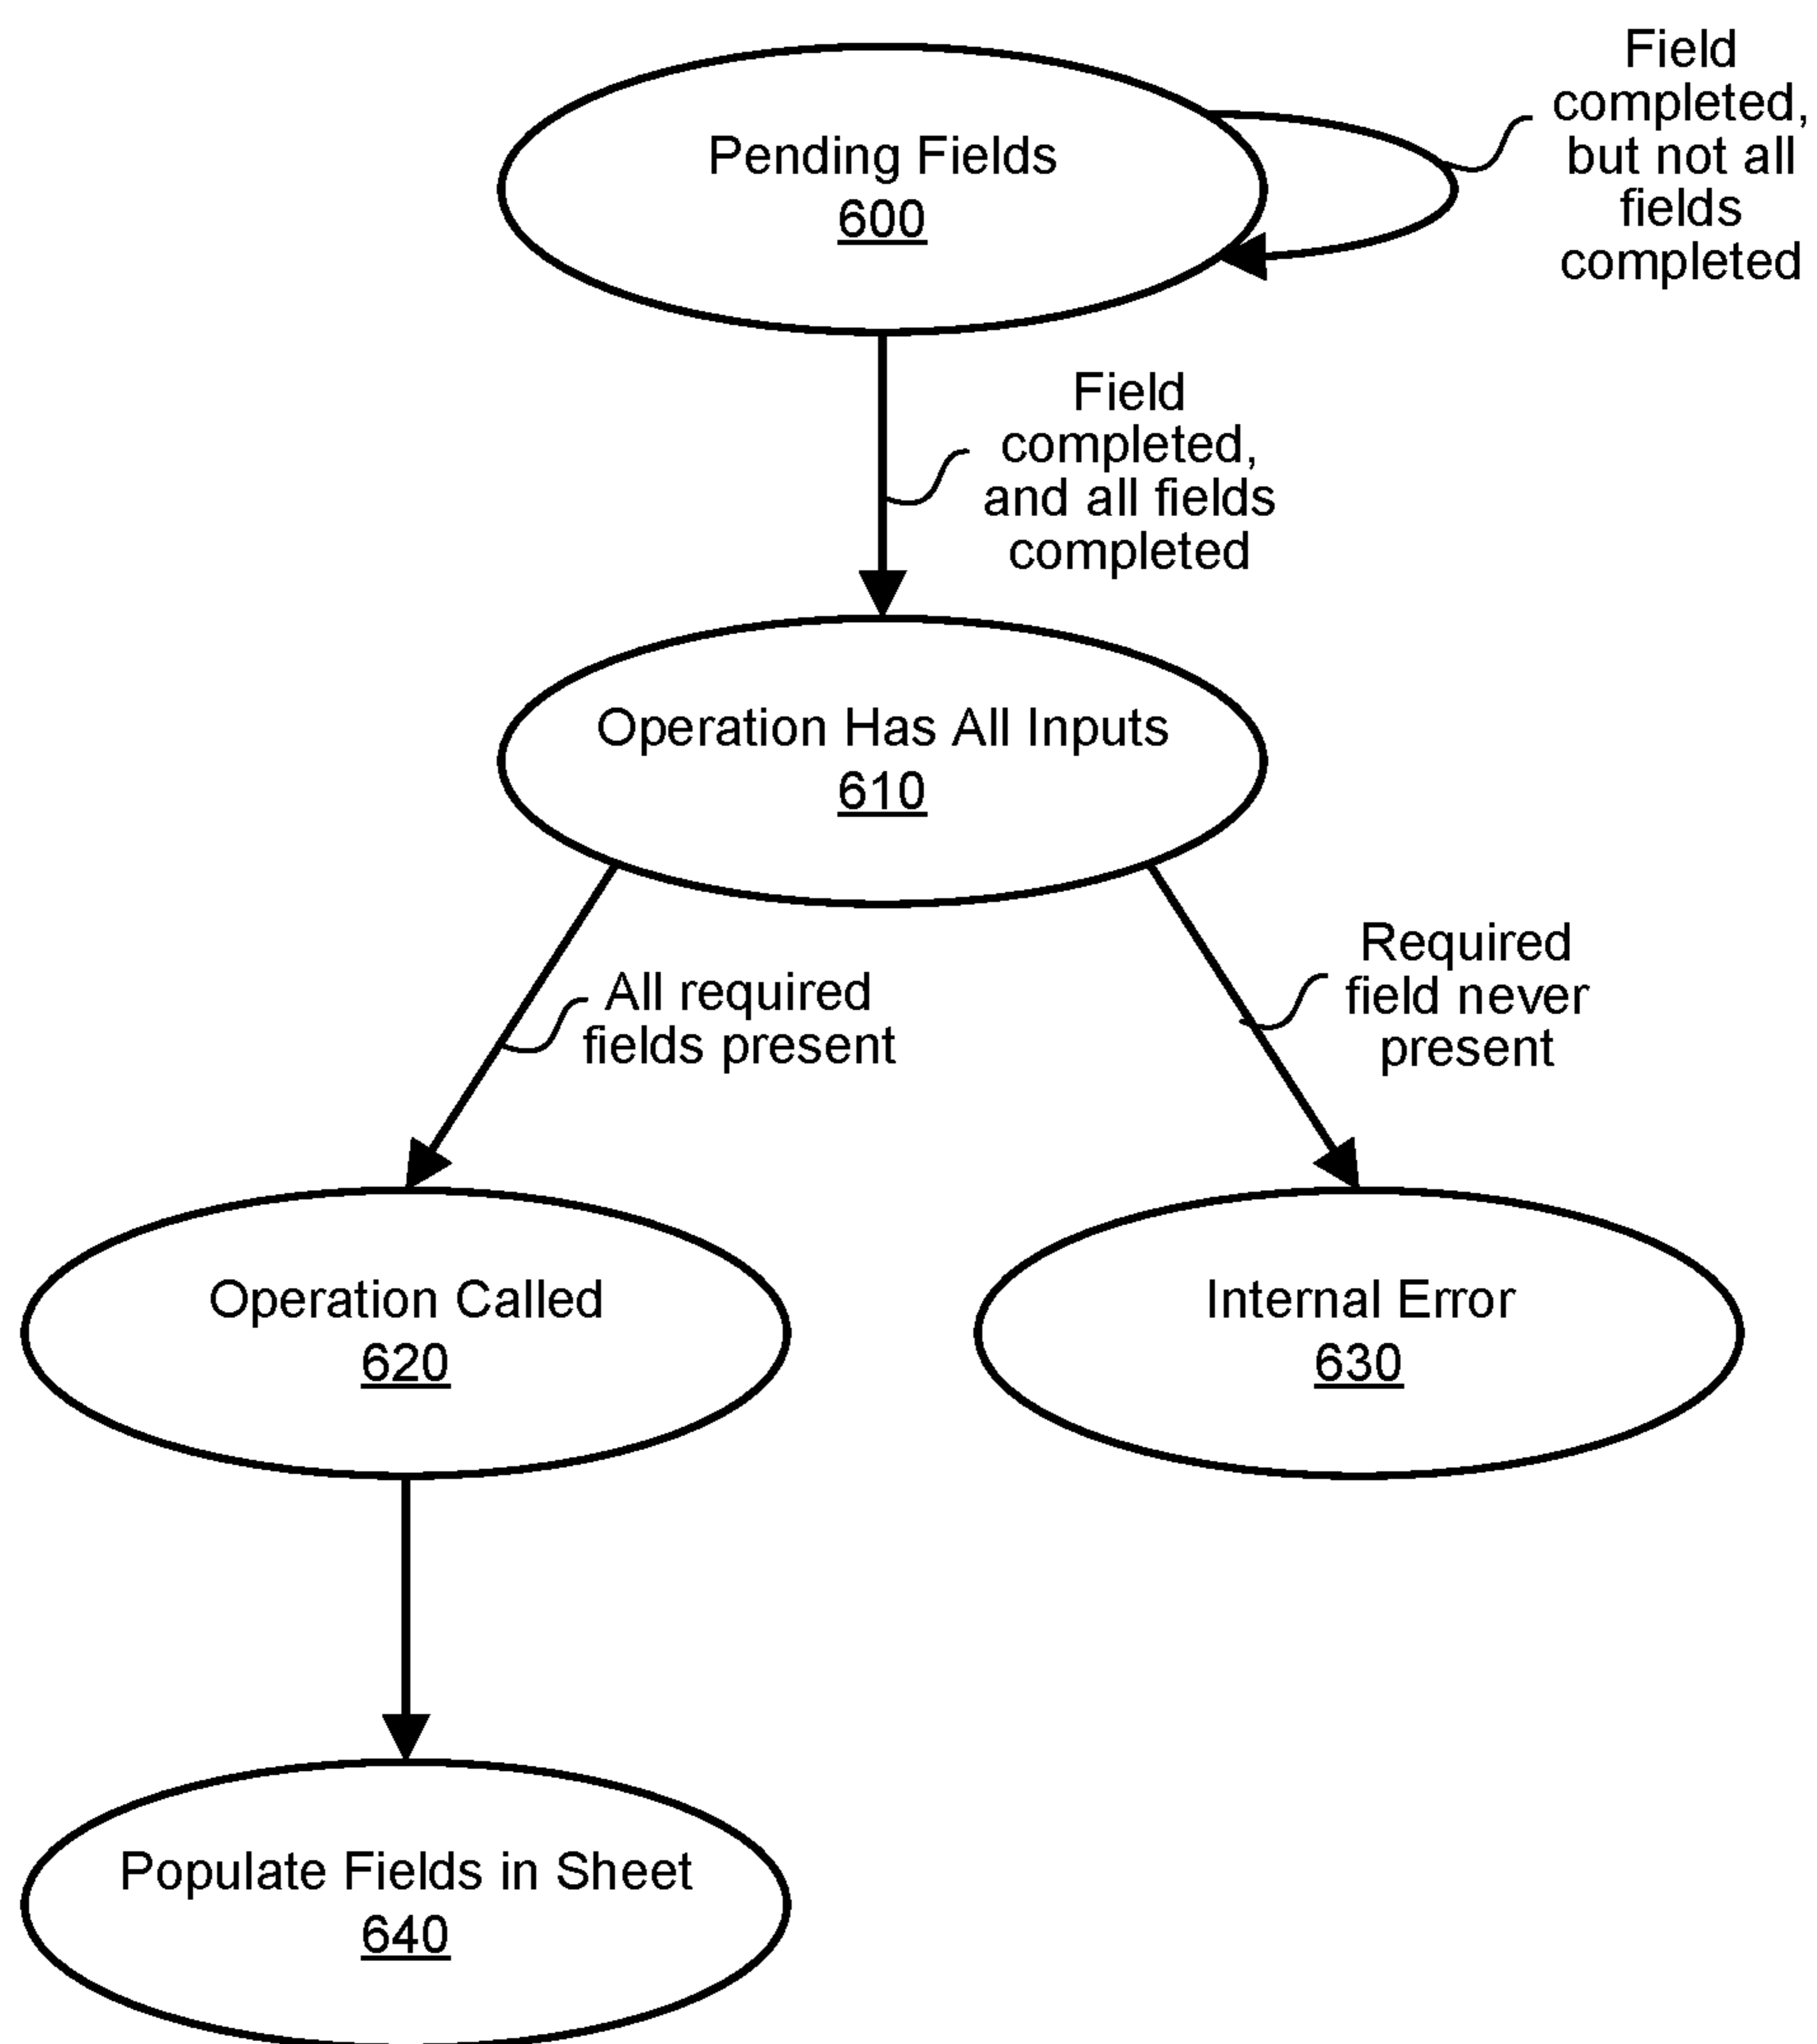 Pending Fields
600
Field
completed,
but not all
fields
completed
Field
completed,
and all fields
completed
Operation Has All Inputs
610
All required
fields present
Required
field never
present
Operation Called
620
Internal Error
630
Populate Fields in Sheet
640